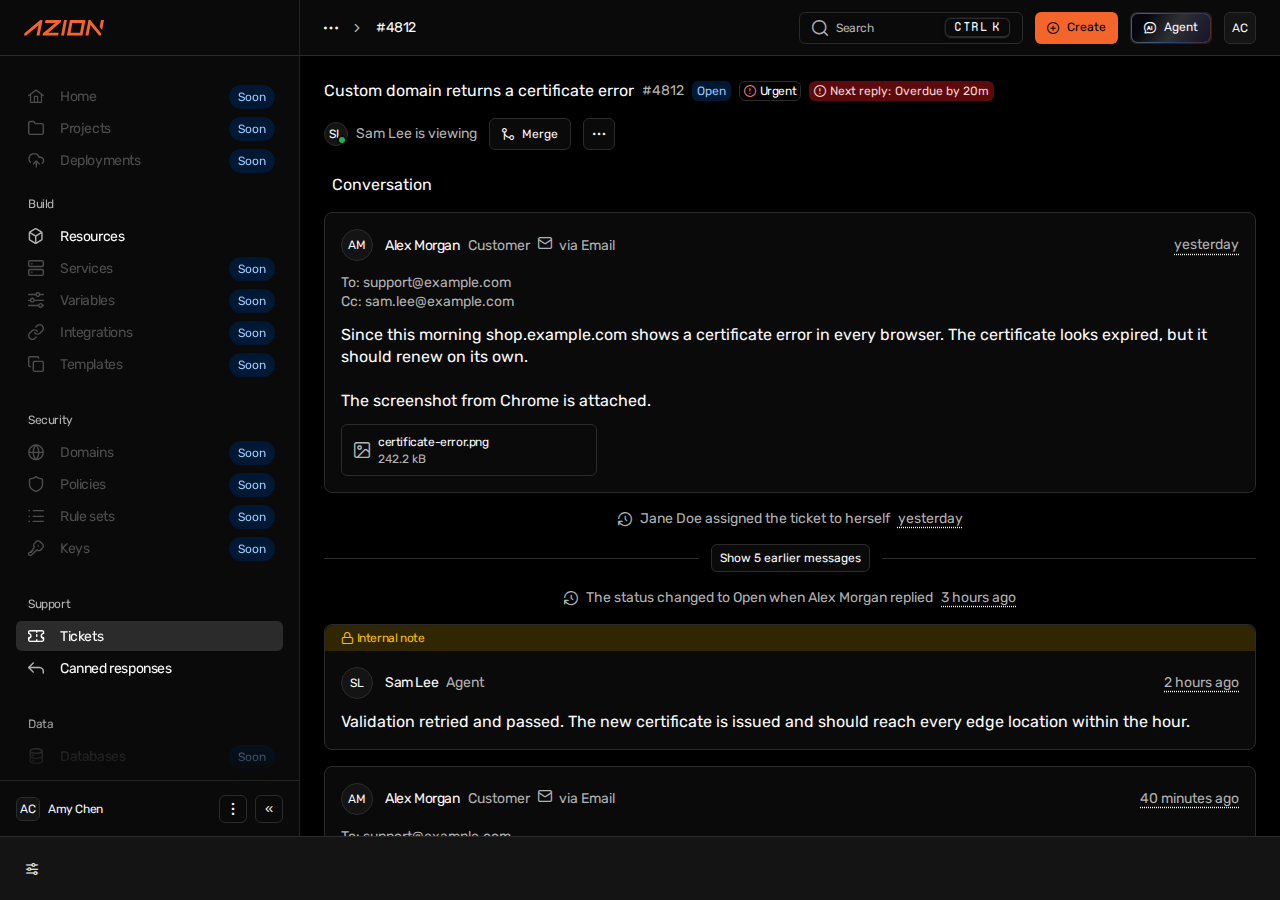 AZION
#4812
Search
CTRL K
Create
Agent
AC
Home
Soon
Projects
Soon
Deployments
Soon
Build
Resources
Services
Soon
Variables
Soon
Integrations
Soon
Templates
Soon
Security
Domains
Soon
Policies
Soon
Rule sets
Soon
Keys
Soon
Support
Tickets
Canned responses
Data
Databases
Soon
AC
Amy Chen
Custom domain returns a certificate error #4812 Open Urgent Next reply: Overdue by 20m
SL Sam Lee is viewing Merge
Conversation
AM Alex Morgan Customer via Email yesterday
To: support@example.com
Cc: sam.lee@example.com
Since this morning shop.example.com shows a certificate error in every browser. The certificate looks expired, but it
should renew on its own.
The screenshot from Chrome is attached.
certificate-error.png
242.2 kB
Jane Doe assigned the ticket to herself yesterday
Show 5 earlier messages
The status changed to Open when Alex Morgan replied 3 hours ago
Internal note
SL Sam Lee Agent 2 hours ago
Validation retried and passed. The new certificate is issued and should reach every edge location within the hour.
AM Alex Morgan Customer via Email 40 minutes ago
To: support@example.com